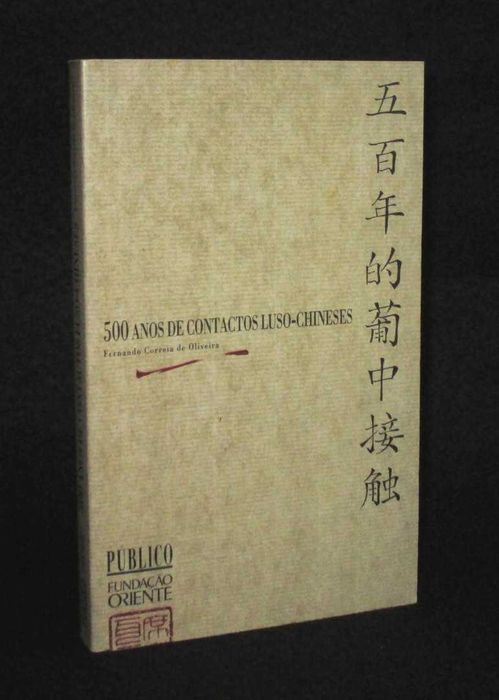 五百年的葡中接触
500 ANOS DE CONTACTOS LUSO-CHINESES
Fernando Correia de Oliveira
PUBLICO
FUNDAÇÃO
ORIENTE